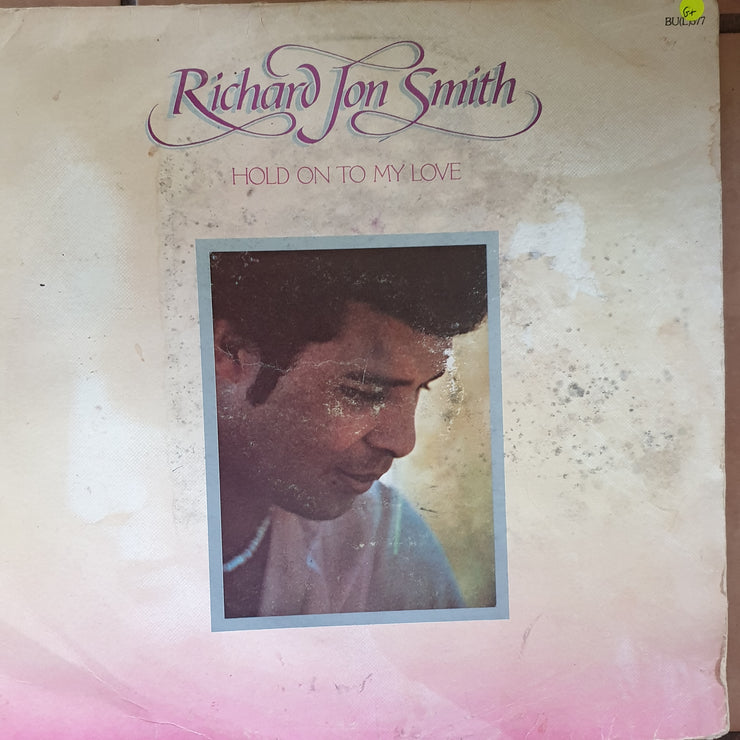 G+
Richard Jon Smith
HOLD ON TO MY LOVE